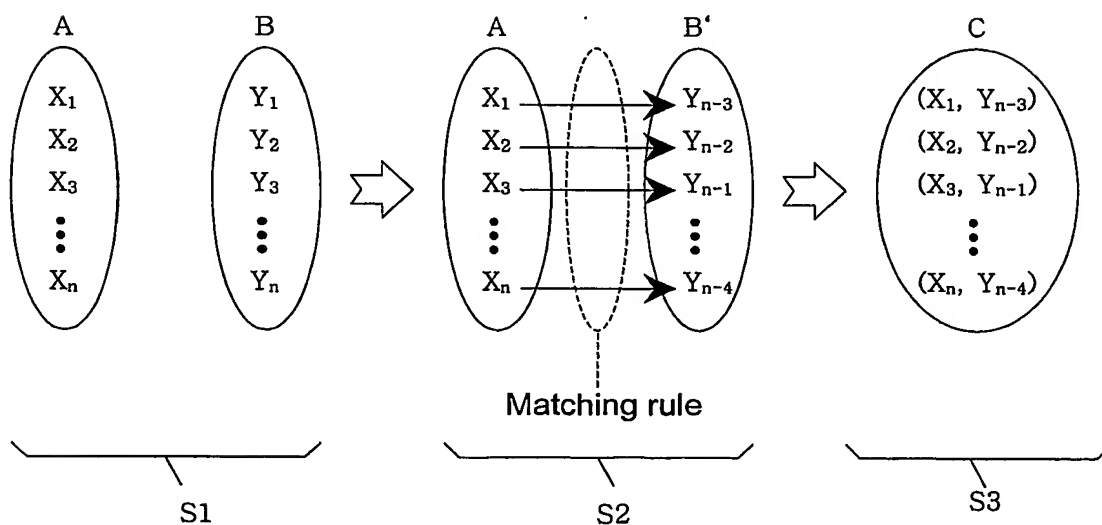 A B A B' C
X₁ Y₁ X₁ Yₙ₋₃ (X₁, Yₙ₋₃)
X₂ Y₂ X₂ Yₙ₋₂ (X₂, Yₙ₋₂)
X₃ Y₃ X₃ Yₙ₋₁ (X₃, Yₙ₋₁)
Xₙ Yₙ Xₙ Yₙ₋₄ (Xₙ, Yₙ₋₄)
Matching rule
S1 S2 S3